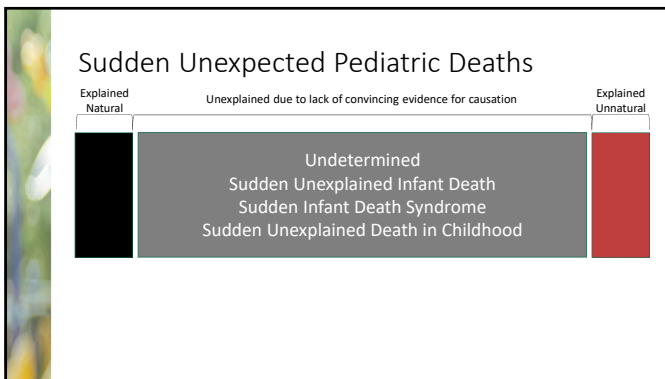 Sudden Unexpected Pediatric Deaths
Explained
Natural
Unexplained due to lack of convincing evidence for causation
Explained
Unnatural
Undetermined
Sudden Unexplained Infant Death
Sudden Infant Death Syndrome
Sudden Unexplained Death in Childhood